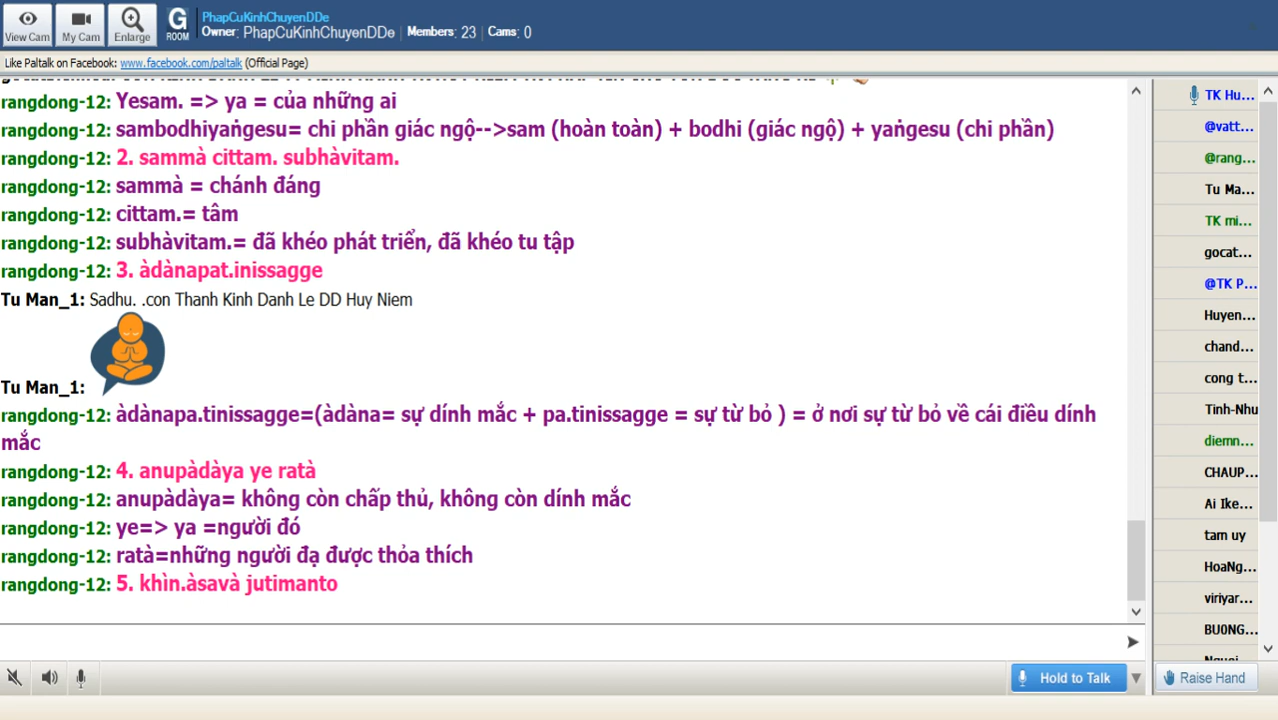 PhapCuKinhChuyenDDe
Owner: PhapCuKinhChuyenDDe Members: 23 Cams: 0
View Cam My Cam Enlarge G ROOM
Like Paltalk on Facebook: www.facebook.com/paltalk (Official Page)
rangdong-12: Yesam. => ya = của những ai
rangdong-12: sambodhiyaṅgesu= chi phần giác ngộ-->sam (hoàn toàn) + bodhi (giác ngộ) + yaṅgesu (chi phần)
rangdong-12: 2. sammà cittam. subhàvitam.
rangdong-12: sammà = chánh đáng
rangdong-12: cittam.= tâm
rangdong-12: subhàvitam.= đã khéo phát triển, đã khéo tu tập
rangdong-12: 3. àdànapat.inissagge
Tu Man_1: Sadhu. .con Thanh Kinh Danh Le DD Huy Niem
Tu Man_1:
rangdong-12: àdànapa.tinissagge=(àdàna= sự dính mắc + pa.tinissagge = sự từ bỏ ) = ở nơi sự từ bỏ về cái điều dính
mắc
rangdong-12: 4. anupàdàya ye ratà
rangdong-12: anupàdàya= không còn chấp thủ, không còn dính mắc
rangdong-12: ye=> ya =người đó
rangdong-12: ratà=những người đạ được thỏa thích
rangdong-12: 5. khìn.àsavà jutimanto
TK Hu...
@vatt...
@rang...
Tu Ma...
TK mi...
gocat...
@TK P...
Huyen...
chand...
cong t...
Tinh-Nhu
diemn...
CHAUP...
Ai Ike...
tam uy
HoaNg...
viriyar...
BU0NG...
Hold to Talk
Raise Hand